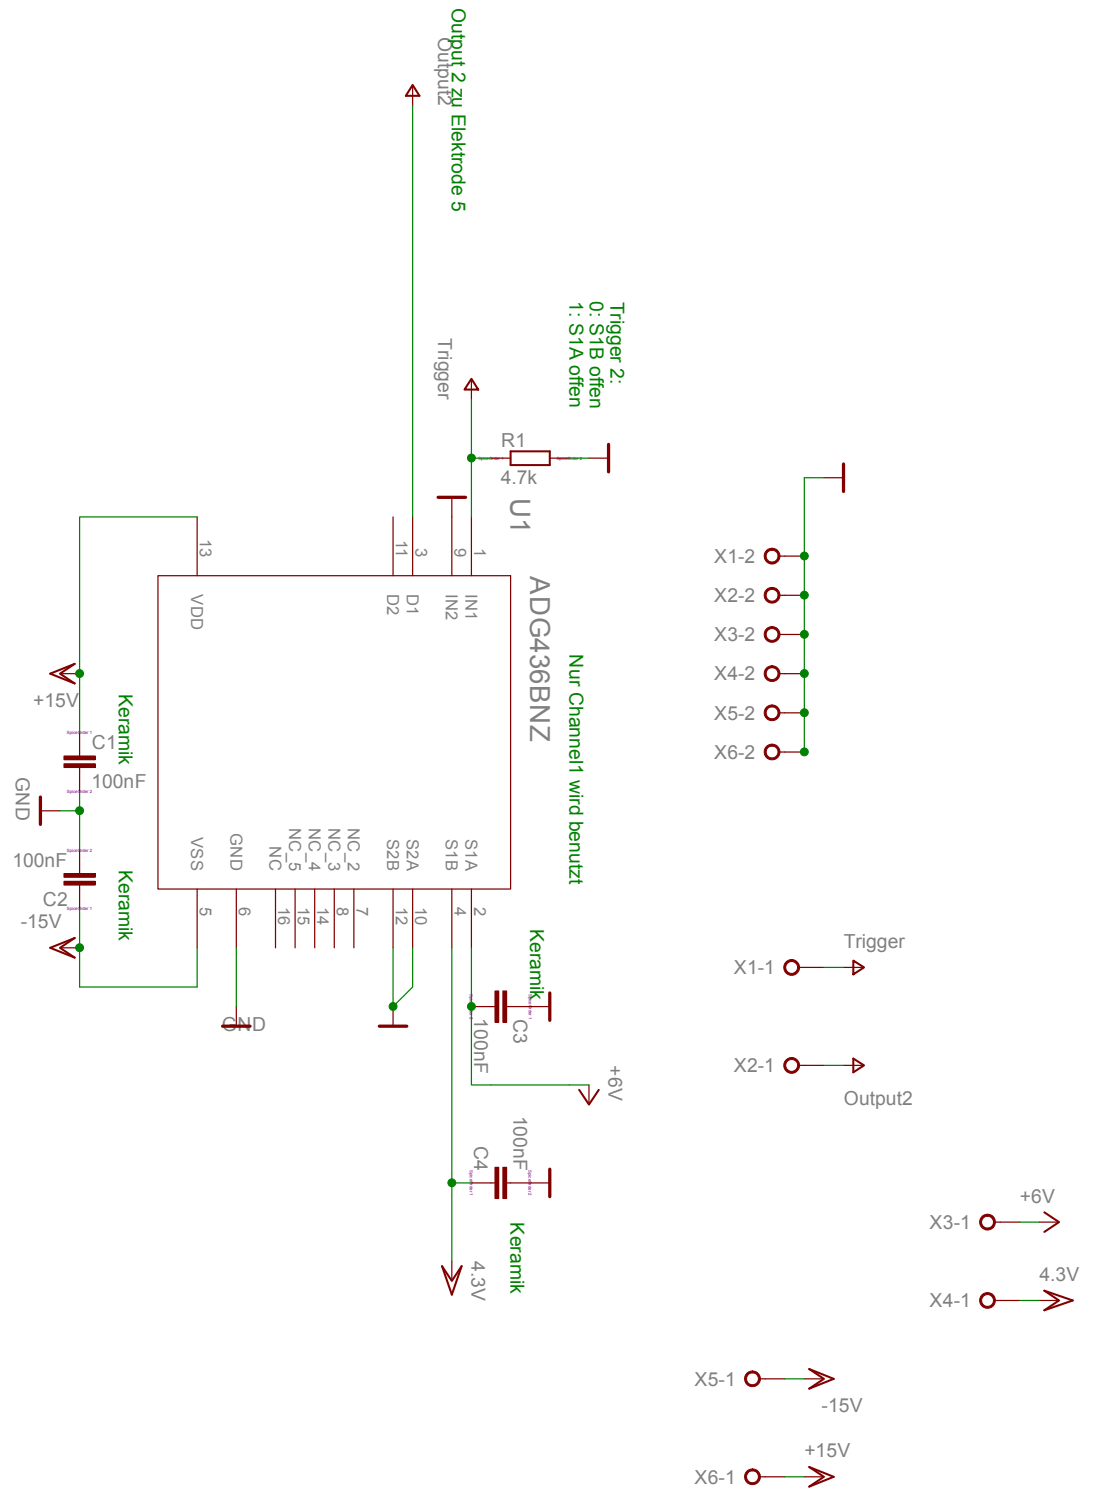 Output 2 zu Elektrode 5
Output2
Trigger 2:
0: S1B offen
1: S1A offen
Trigger
R1
4.7k
U1
ADG436BNZ
Nur Channel1 wird benutzt
13
11
3
9
1
VDD
D2
D1
IN2
IN1
VSS
GND
NC
NC_5
NC_4
NC_3
NC_2
S2B
S2A
S1B
S1A
5
6
16
15
14
8
7
12
10
4
2
+15V
Keramik
C1
100nF
GND
100nF
C2
Keramik
-15V
GND
Keramik
C3
100nF
+6V
100nF
C4
Keramik
4.3V
X1-2
X2-2
X3-2
X4-2
X5-2
X6-2
Trigger
X1-1
X2-1
Output2
+6V
X3-1
4.3V
X4-1
X5-1
-15V
+15V
X6-1